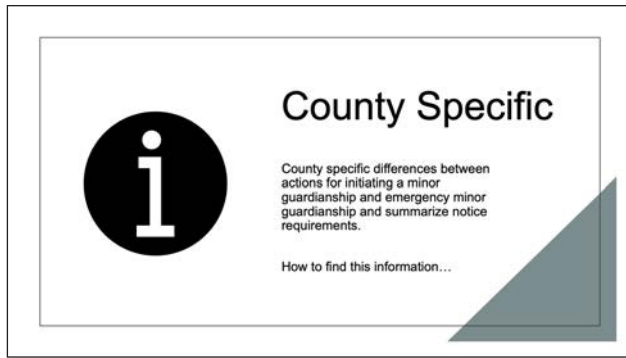 County Specific
County specific differences between
actions for initiating a minor
guardianship and emergency minor
guardianship and summarize notice
requirements.
How to find this information…